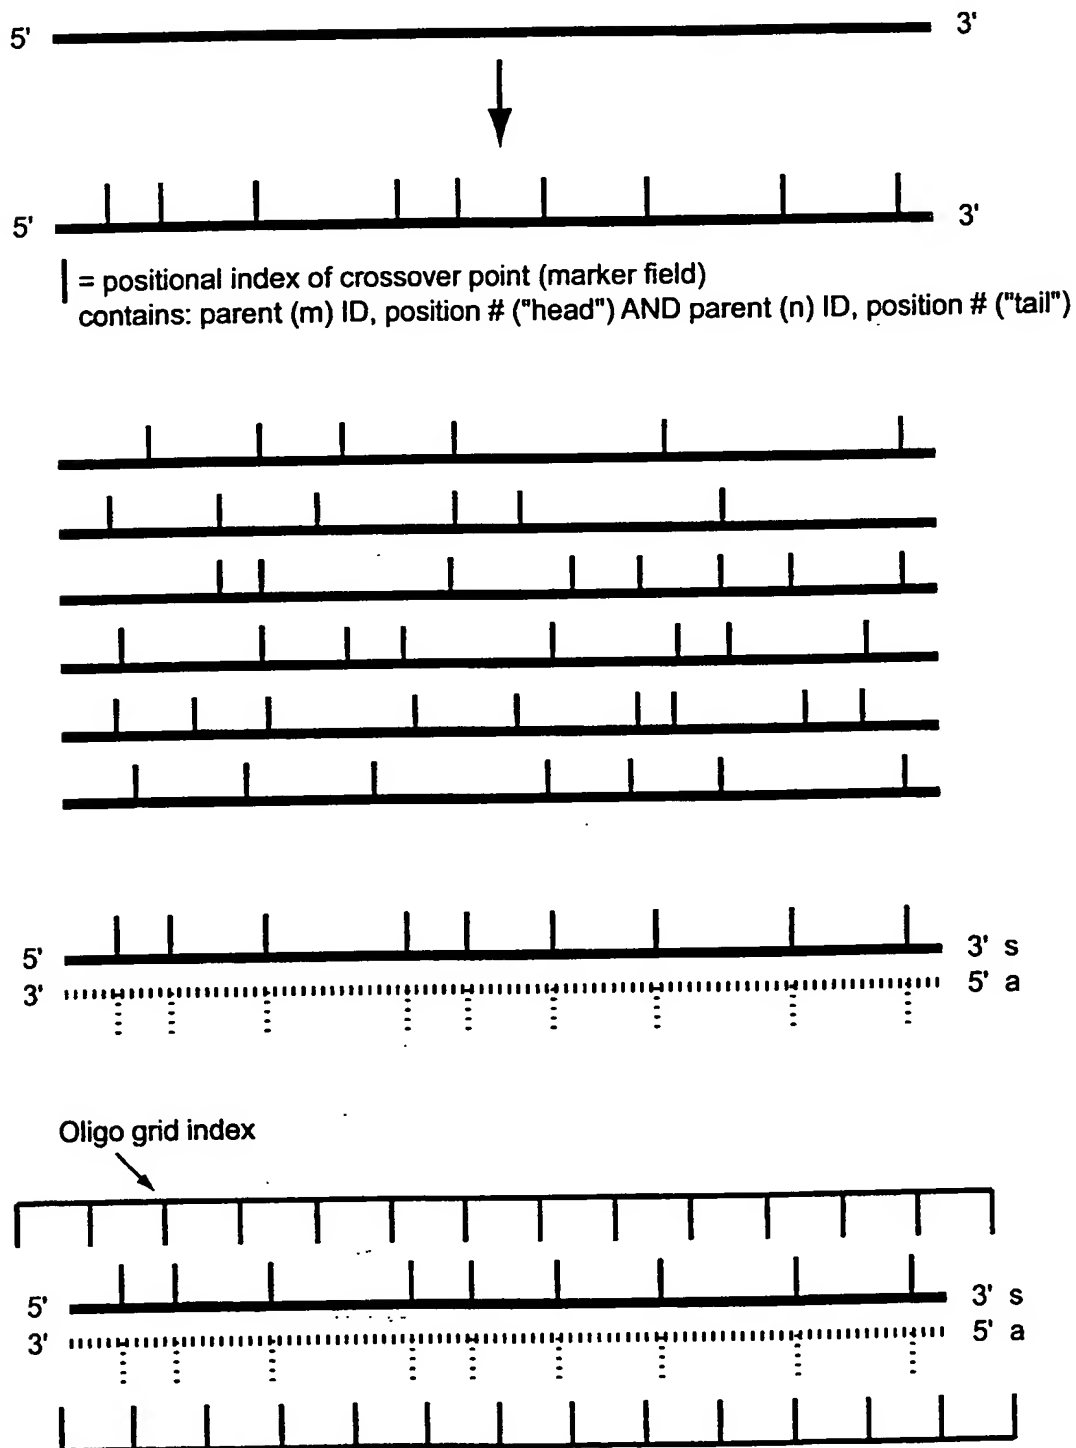 5' 3'
5' 3'
= positional index of crossover point (marker field)
contains: parent (m) ID, position # ("head") AND parent (n) ID, position # ("tail")
5' 3' s
3' 5' a
Oligo grid index
5' 3' s
3' 5' a